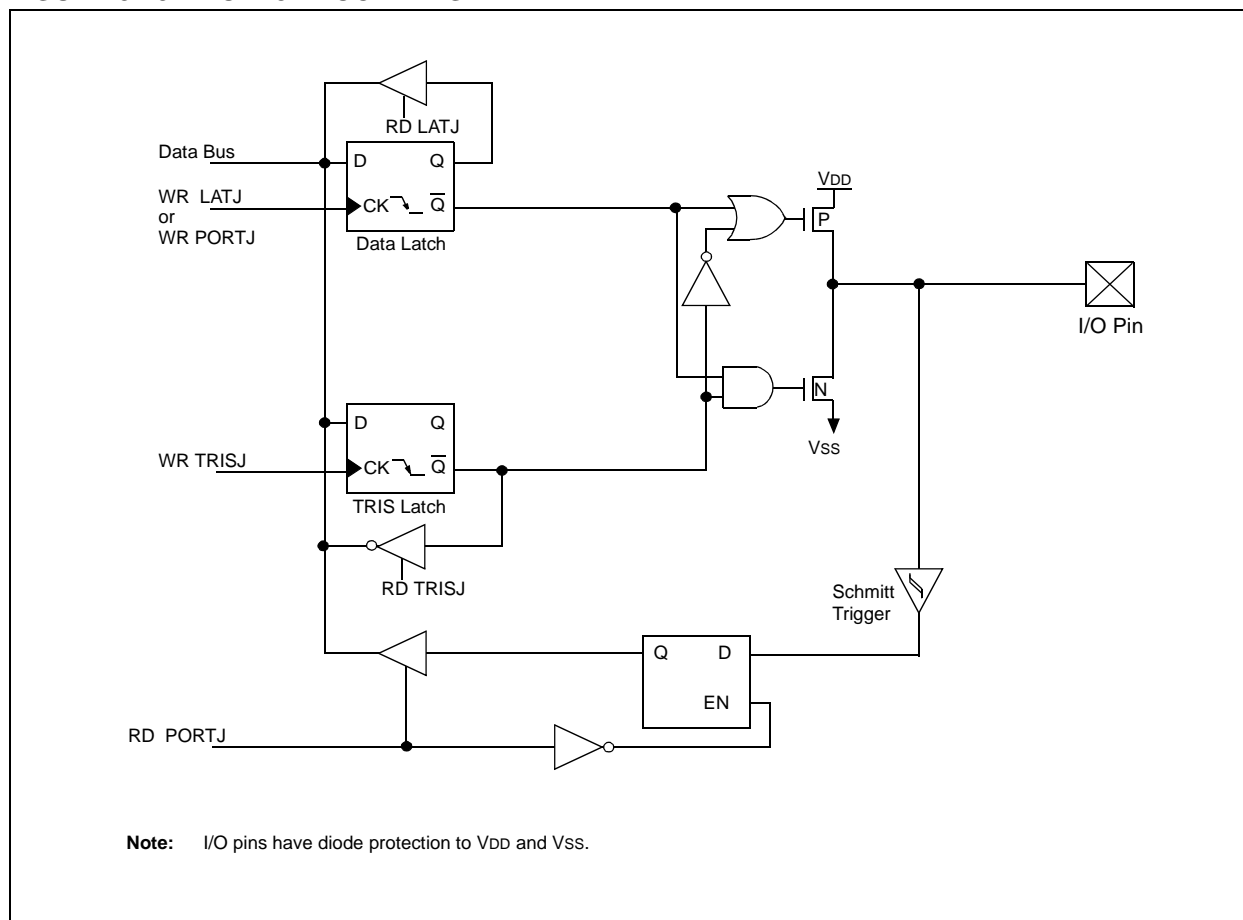 RD LATJ
Data Bus
D Q
WR LATJ
or
WR PORTJ
CK Q
Data Latch
VDD
P
I/O Pin
N
VSS
D Q
WR TRISJ
CK Q
TRIS Latch
RD TRISJ
Schmitt
Trigger
Q D
EN
RD PORTJ
Note: I/O pins have diode protection to VDD and VSS.